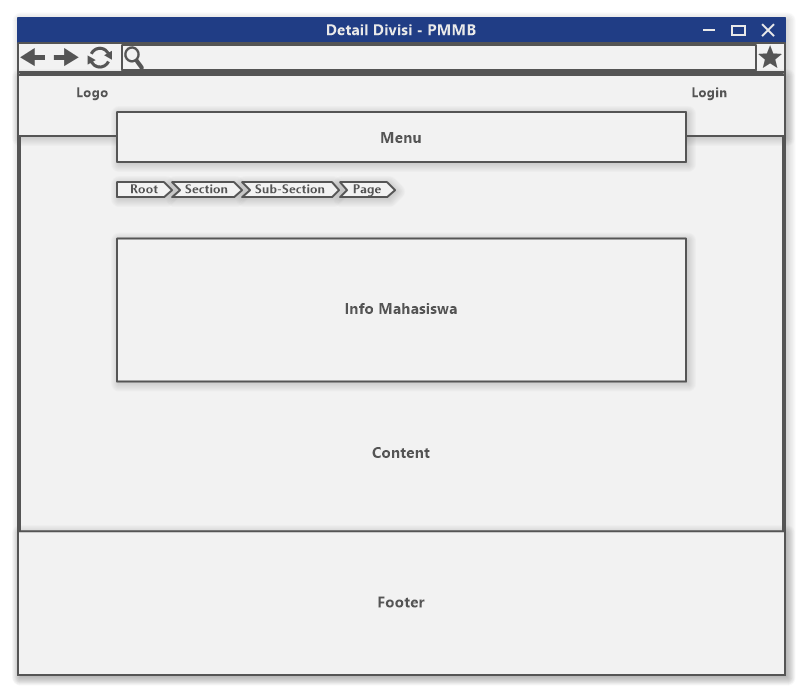 Detail Divisi - PMMB
Logo
Login
Menu
Root Section Sub-Section Page
Info Mahasiswa
Content
Footer